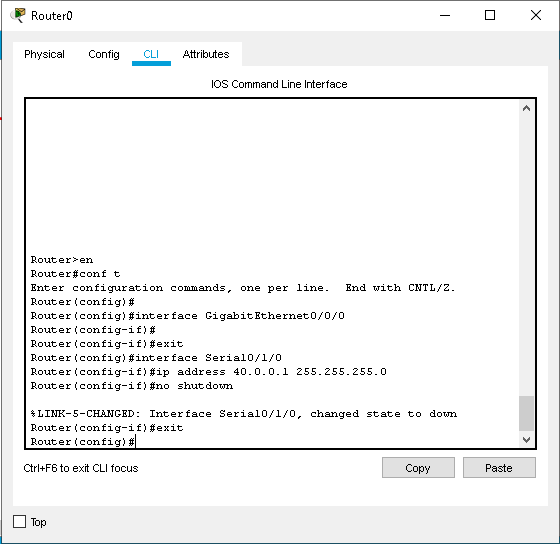 Router0
Physical Config CLI Attributes
IOS Command Line Interface
Router>en
Router#conf t
Enter configuration commands, one per line.  End with CNTL/Z.
Router(config)#
Router(config)#interface GigabitEthernet0/0/0
Router(config-if)#
Router(config-if)#exit
Router(config)#interface Serial0/1/0
Router(config-if)#ip address 40.0.0.1 255.255.255.0
Router(config-if)#no shutdown
%LINK-5-CHANGED: Interface Serial0/1/0, changed state to down
Router(config-if)#exit
Router(config)#
Ctrl+F6 to exit CLI focus Copy Paste
Top